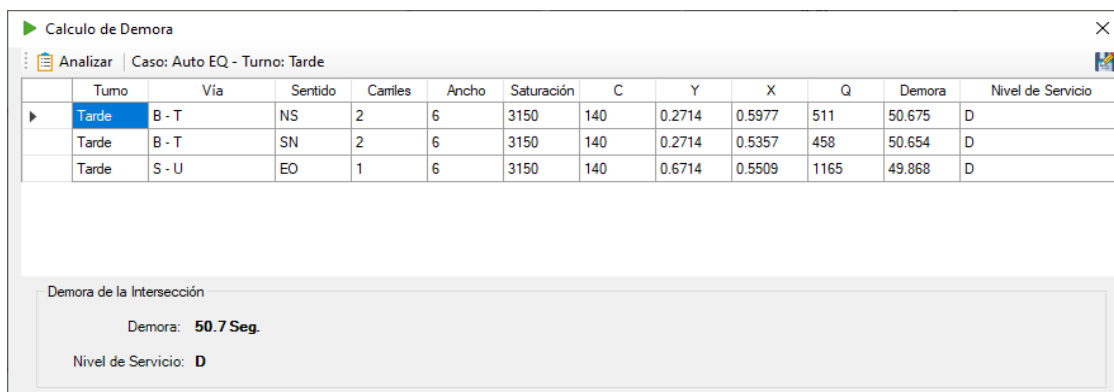 Calculo de Demora
Analizar Caso: Auto EQ - Turno: Tarde
Turno Vía Sentido Carriles Ancho Saturación C Y X Q Demora Nivel de Servicio
Tarde B - T NS 2 6 3150 140 0.2714 0.5977 511 50.675 D
Tarde B - T SN 2 6 3150 140 0.2714 0.5357 458 50.654 D
Tarde S - U EO 1 6 3150 140 0.6714 0.5509 1165 49.868 D
Demora de la Intersección
Demora: 50.7 Seg.
Nivel de Servicio: D